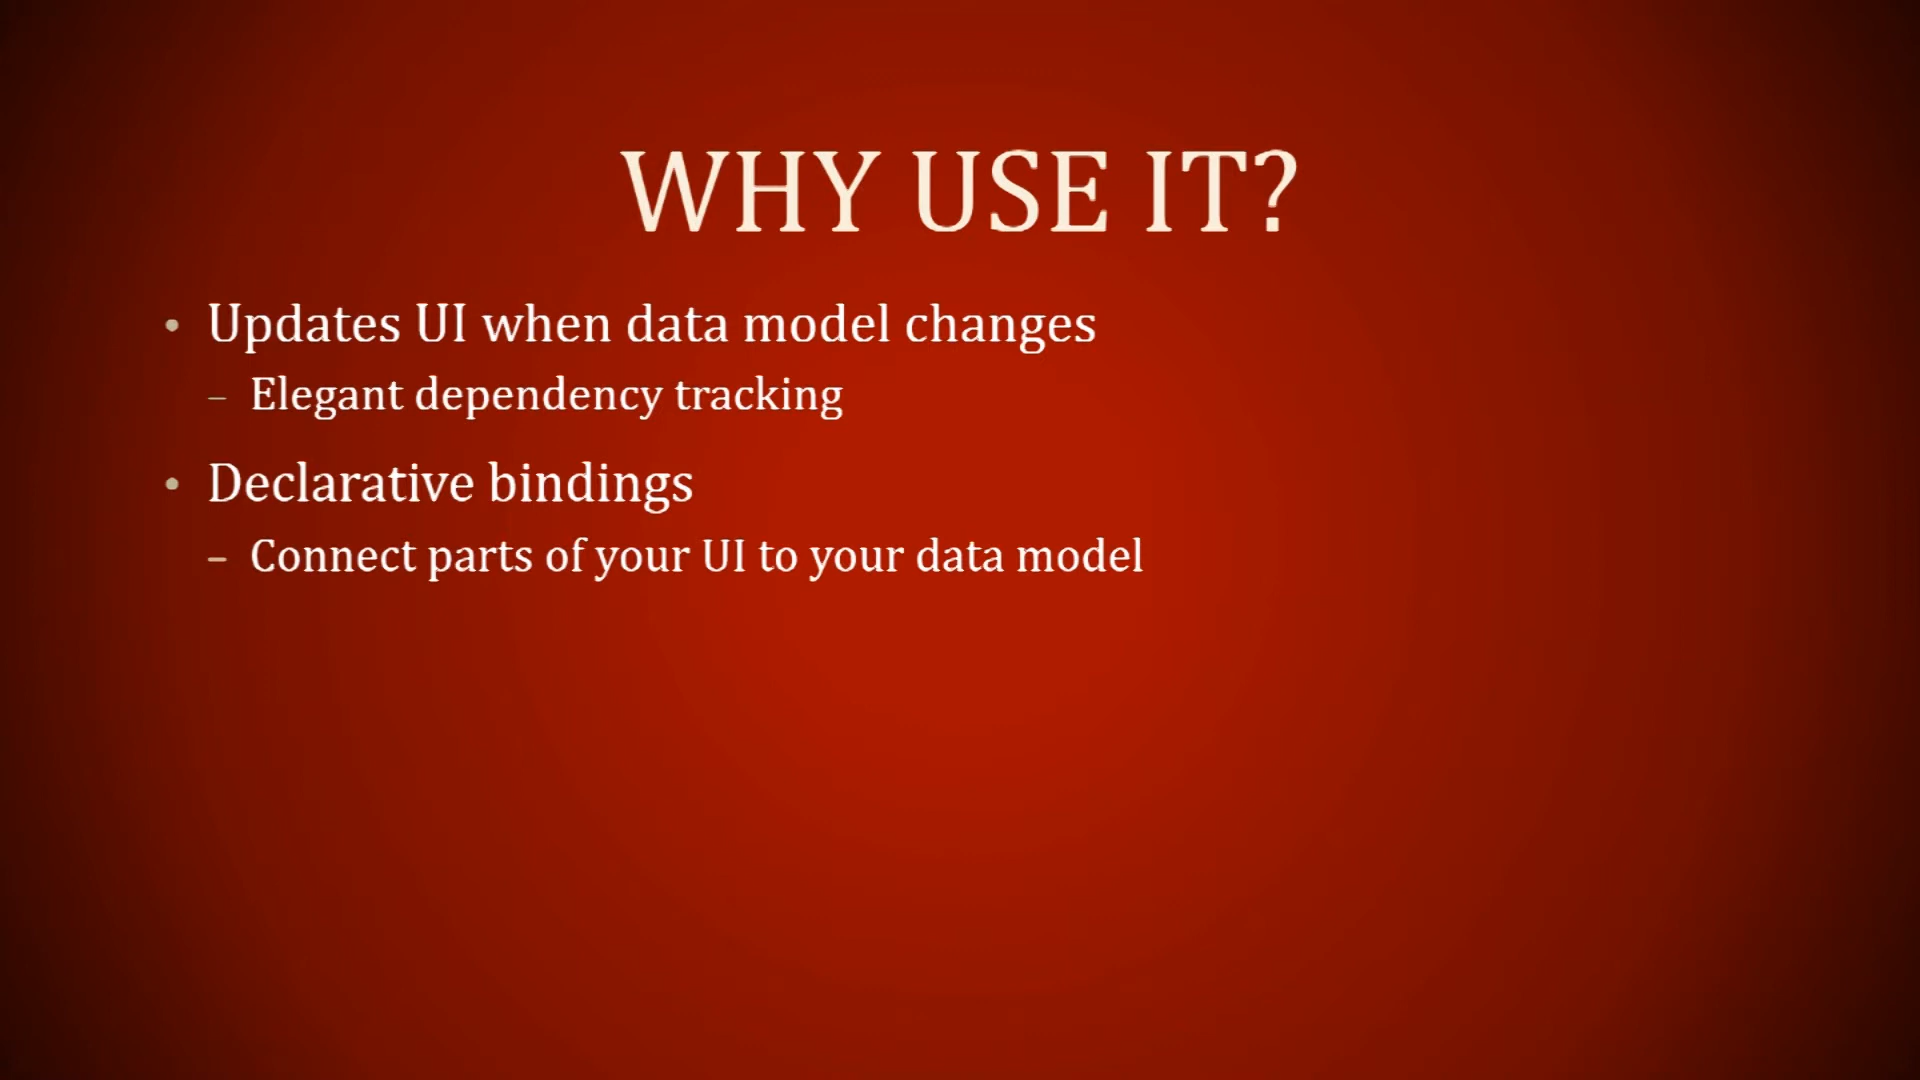 WHY USE IT?
• Updates UI when data model changes
– Elegant dependency tracking
• Declarative bindings
– Connect parts of your UI to your data model